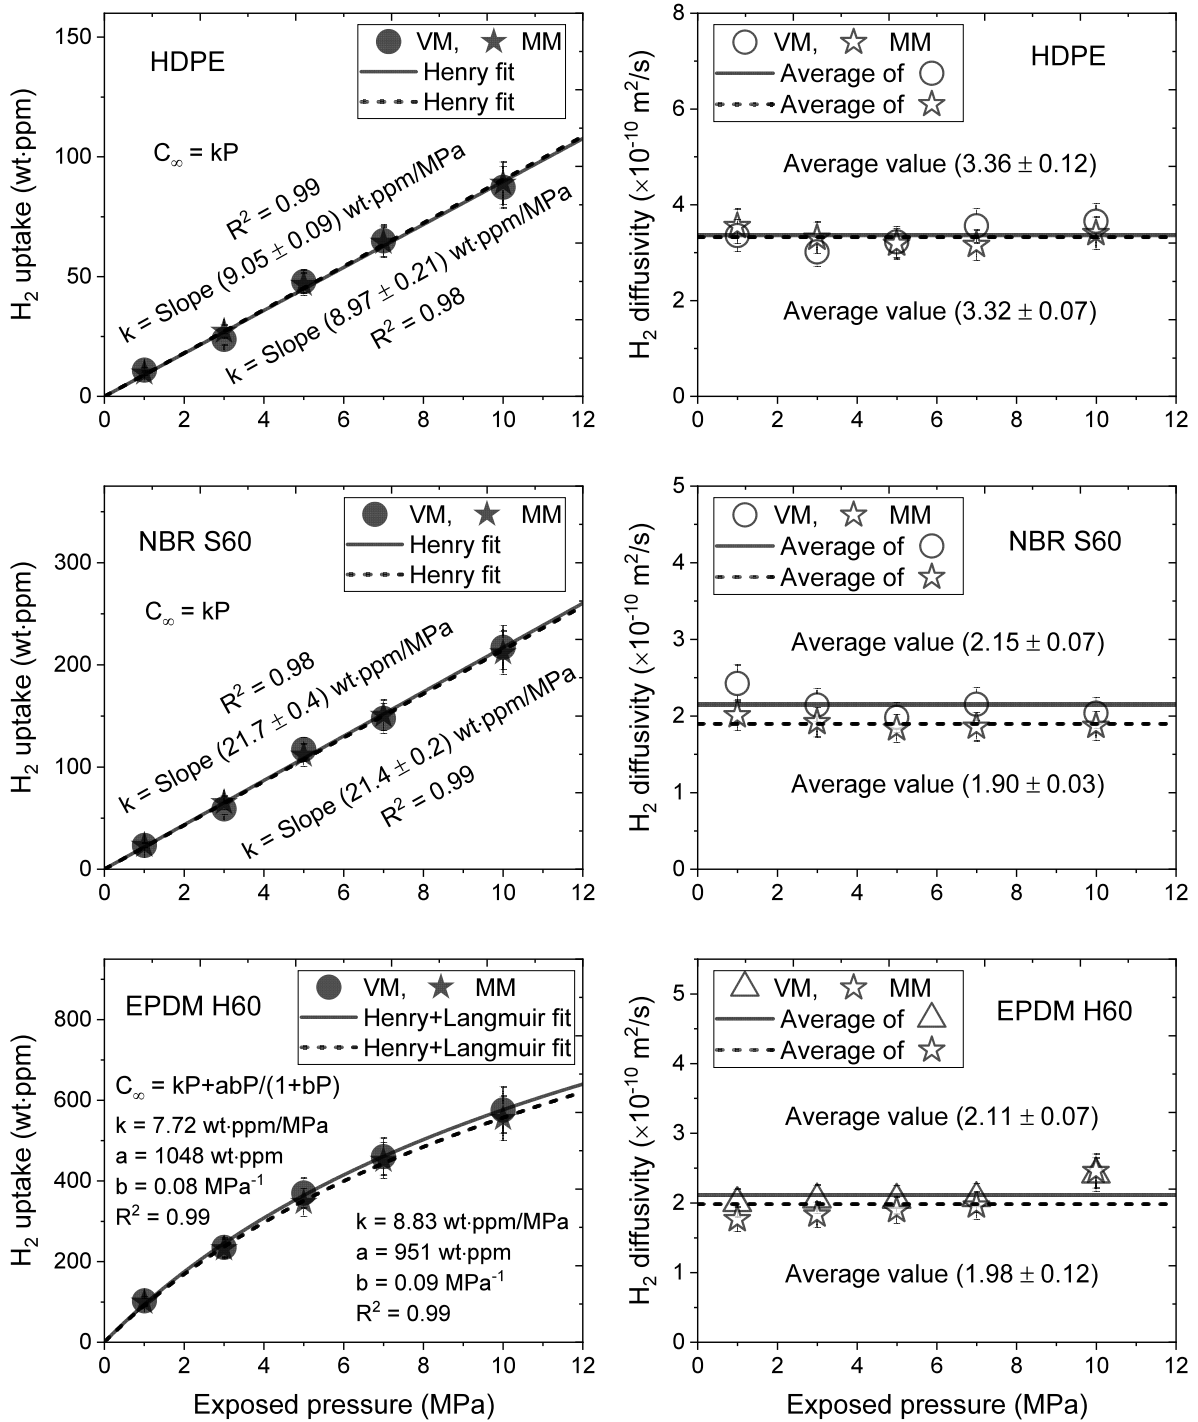 HDPE
VM, MM
Henry fit
Henry fit
C∞ = kP
R² = 0.99
k = Slope (9.05 ± 0.09) wt·ppm/MPa
k = Slope (8.97 ± 0.21) wt·ppm/MPa
R² = 0.98
H₂ uptake (wt·ppm)
150
100
50
0
0 2 4 6 8 10 12
VM, MM
Average of
Average of
HDPE
Average value (3.36 ± 0.12)
Average value (3.32 ± 0.07)
H₂ diffusivity (×10⁻¹⁰ m²/s)
8
6
4
2
0
0 2 4 6 8 10 12
NBR S60
VM, MM
Henry fit
Henry fit
C∞ = kP
R² = 0.98
k = Slope (21.7 ± 0.4) wt·ppm/MPa
k = Slope (21.4 ± 0.2) wt·ppm/MPa
R² = 0.99
H₂ uptake (wt·ppm)
300
200
100
0
0 2 4 6 8 10 12
VM, MM
Average of
Average of
NBR S60
Average value (2.15 ± 0.07)
Average value (1.90 ± 0.03)
H₂ diffusivity (×10⁻¹⁰ m²/s)
5
4
3
2
1
0
0 2 4 6 8 10 12
EPDM H60
VM, MM
Henry+Langmuir fit
Henry+Langmuir fit
C∞ = kP+abP/(1+bP)
k = 7.72 wt·ppm/MPa
a = 1048 wt·ppm
b = 0.08 MPa⁻¹
R² = 0.99
k = 8.83 wt·ppm/MPa
a = 951 wt·ppm
b = 0.09 MPa⁻¹
R² = 0.99
H₂ uptake (wt·ppm)
800
600
400
200
0
0 2 4 6 8 10 12
Exposed pressure (MPa)
VM, MM
Average of
Average of
EPDM H60
Average value (2.11 ± 0.07)
Average value (1.98 ± 0.12)
H₂ diffusivity (×10⁻¹⁰ m²/s)
5
4
3
2
1
0
0 2 4 6 8 10 12
Exposed pressure (MPa)